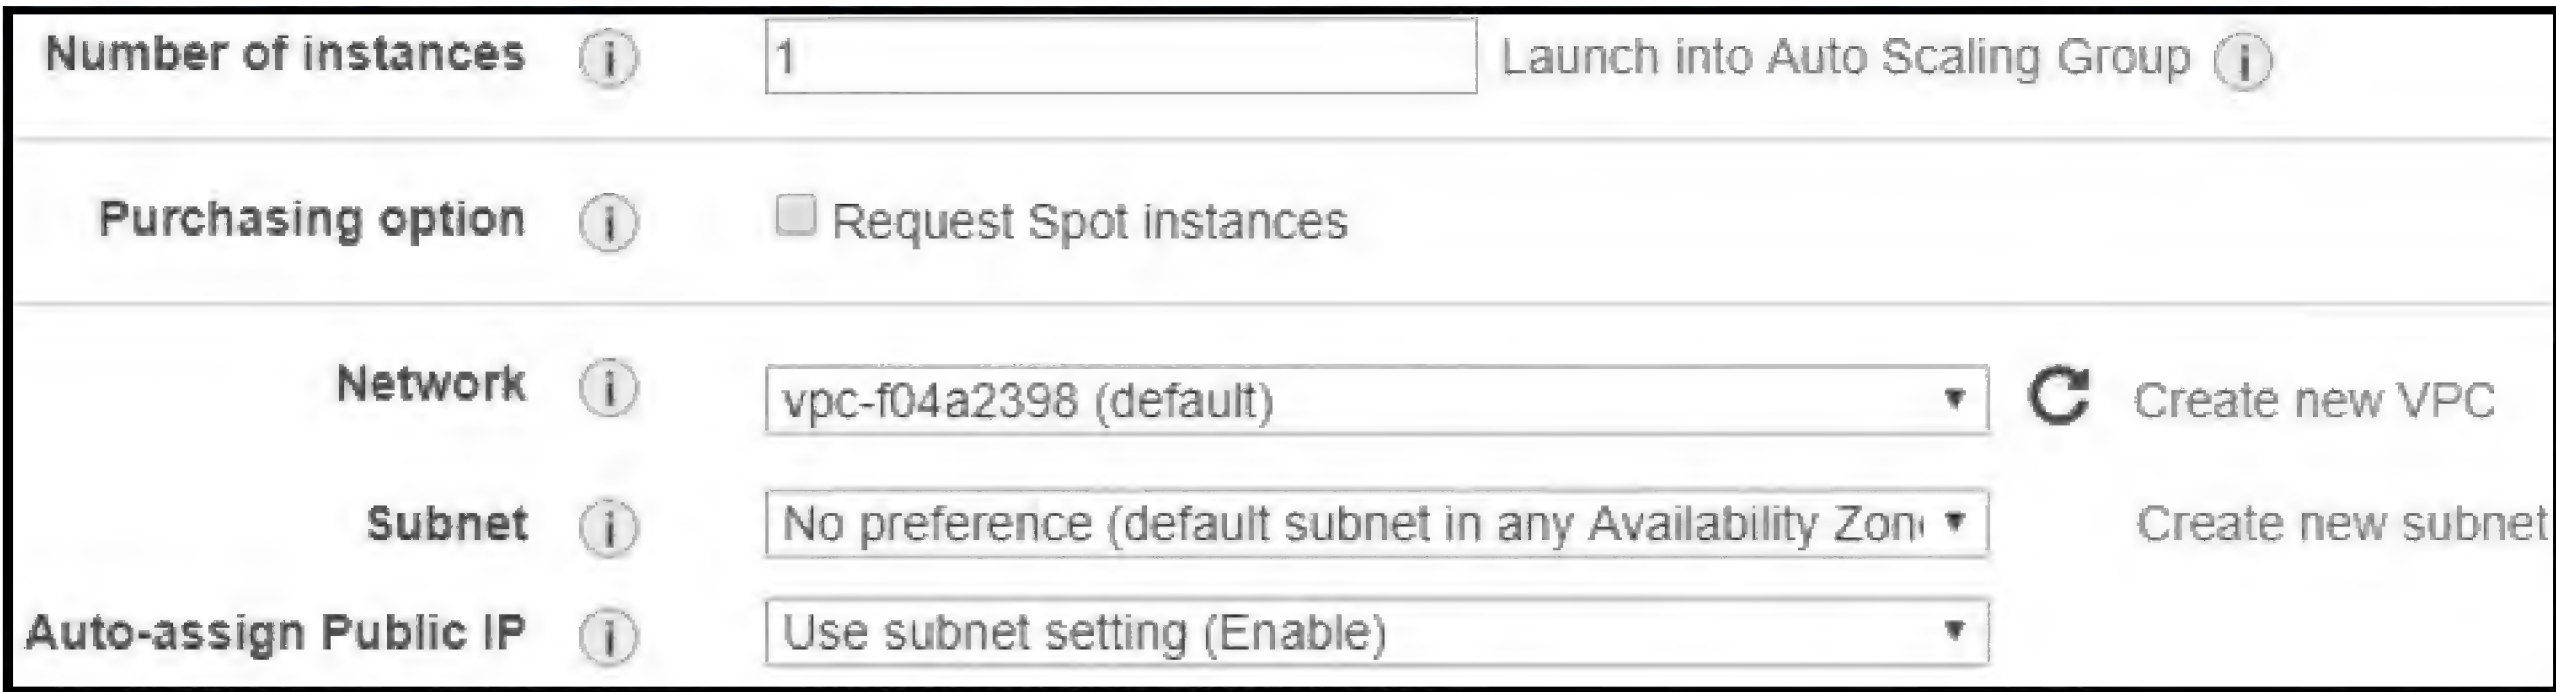 Number of instances 1 Launch into Auto Scaling Group
Purchasing option Request Spot instances
Network vpc-f04a2398 (default) Create new VPC
Subnet No preference (default subnet in any Availability Zon Create new subnet
Auto-assign Public IP Use subnet setting (Enable)